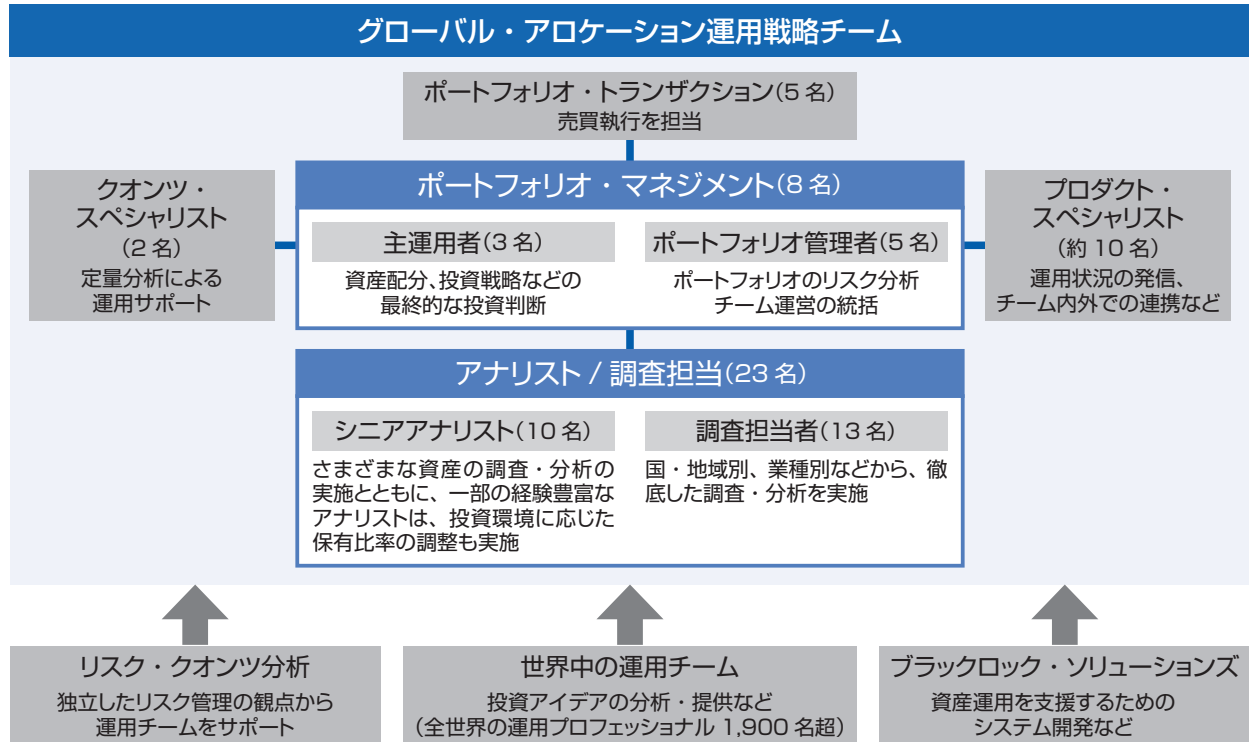 グローバル・アロケーション運用戦略チーム
ポートフォリオ・トランザクション(5 名)
売買執行を担当
クオンツ・
スペシャリスト
(2 名)
定量分析による
運用サポート
ポートフォリオ・マネジメント(8 名)
主運用者(3 名)
資産配分、投資戦略などの
最終的な投資判断
ポートフォリオ管理者(5 名)
ポートフォリオのリスク分析
チーム運営の統括
プロダクト・
スペシャリスト
(約 10 名)
運用状況の発信、
チーム内外での連携など
アナリスト / 調査担当(23 名)
シニアアナリスト(10 名)
さまざまな資産の調査・分析の
実施とともに、一部の経験豊富な
アナリストは、投資環境に応じた
保有比率の調整も実施
調査担当者(13 名)
国・地域別、業種別などから、徹
底した調査・分析を実施
リスク・クオンツ分析
独立したリスク管理の観点から
運用チームをサポート
世界中の運用チーム
投資アイデアの分析・提供など
(全世界の運用プロフェッショナル 1,900 名超)
ブラックロック・ソリューションズ
資産運用を支援するための
システム開発など